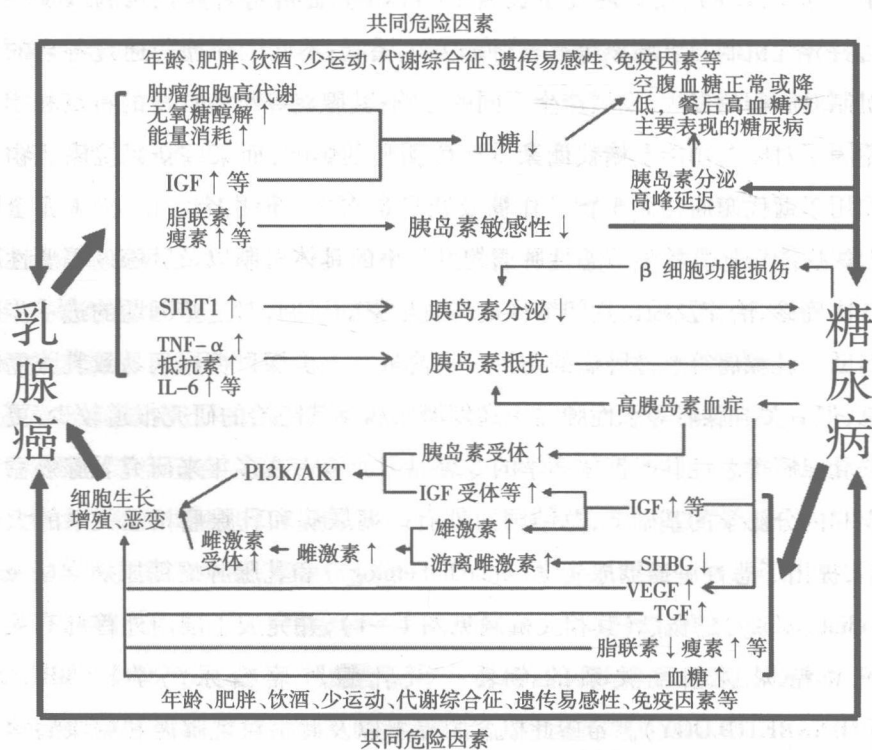 共同危险因素
年龄、肥胖、饮酒、少运动、代谢综合征、遗传易感性、免疫因素等
肿瘤细胞高代谢
无氧糖醇解↑
能量消耗↑
IGF↑等
血糖↓
空腹血糖正常或降
低，餐后高血糖为
主要表现的糖尿病
胰岛素分泌
高峰延迟
脂联素↓
瘦素↑等
胰岛素敏感性↓
β 细胞功能损伤
SIRT1↑
胰岛素分泌↓
TNF-α↑
抵抗素↑
IL-6↑等
胰岛素抵抗
乳腺癌
糖尿病
高胰岛素血症
胰岛素受体↑
PI3K/AKT
IGF 受体等↑
IGF↑等
细胞生长
增殖、恶变
雄激素↑
雌激素
受体↑
雌激素↑
游离雌激素↑
SHBG↓
VEGF↑
TGF↑
脂联素↓瘦素↑等
血糖↑
年龄、肥胖、饮酒、少运动、代谢综合征、遗传易感性、免疫因素等
共同危险因素